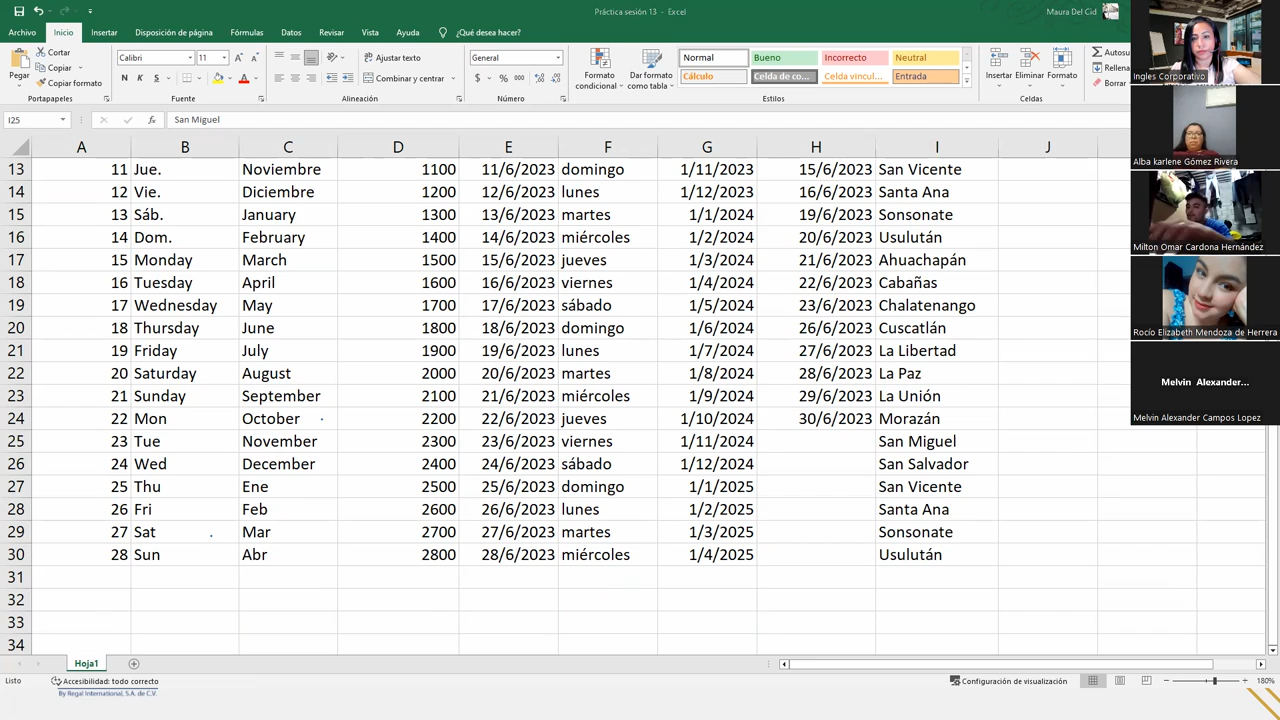 Práctica sesión 13 - Excel
Maura Del Cid
Archivo Inicio Insertar Disposición de página Fórmulas Datos Revisar Vista Ayuda ¿Qué desea hacer?
Pegar
Cortar
Copiar
Copiar formato
Portapapeles
Calibri 11
N K S
Fuente
Ajustar texto
Combinar y centrar
Alineación
General
$ % 000
Número
Formato condicional
Dar formato como tabla
Normal Bueno Incorrecto Neutral
Cálculo Celda de co... Celda vincul... Entrada
Estilos
Insertar Eliminar Formato
Celdas
Autosu
Rellena
Borrar
I25 fx San Miguel
A B C D E F G H I J
13 11 Jue. Noviembre 1100 11/6/2023 domingo 1/11/2023 15/6/2023 San Vicente
14 12 Vie. Diciembre 1200 12/6/2023 lunes 1/12/2023 16/6/2023 Santa Ana
15 13 Sáb. January 1300 13/6/2023 martes 1/1/2024 19/6/2023 Sonsonate
16 14 Dom. February 1400 14/6/2023 miércoles 1/2/2024 20/6/2023 Usulután
17 15 Monday March 1500 15/6/2023 jueves 1/3/2024 21/6/2023 Ahuachapán
18 16 Tuesday April 1600 16/6/2023 viernes 1/4/2024 22/6/2023 Cabañas
19 17 Wednesday May 1700 17/6/2023 sábado 1/5/2024 23/6/2023 Chalatenango
20 18 Thursday June 1800 18/6/2023 domingo 1/6/2024 26/6/2023 Cuscatlán
21 19 Friday July 1900 19/6/2023 lunes 1/7/2024 27/6/2023 La Libertad
22 20 Saturday August 2000 20/6/2023 martes 1/8/2024 28/6/2023 La Paz
23 21 Sunday September 2100 21/6/2023 miércoles 1/9/2024 29/6/2023 La Unión
24 22 Mon October 2200 22/6/2023 jueves 1/10/2024 30/6/2023 Morazán
25 23 Tue November 2300 23/6/2023 viernes 1/11/2024 San Miguel
26 24 Wed December 2400 24/6/2023 sábado 1/12/2024 San Salvador
27 25 Thu Ene 2500 25/6/2023 domingo 1/1/2025 San Vicente
28 26 Fri Feb 2600 26/6/2023 lunes 1/2/2025 Santa Ana
29 27 Sat Mar 2700 27/6/2023 martes 1/3/2025 Sonsonate
30 28 Sun Abr 2800 28/6/2023 miércoles 1/4/2025 Usulután
31
32
33
34
Hoja1
Listo Accesibilidad: todo correcto Configuración de visualización 180%
By Regal International, S.A. de C.V.
Ingles Corporativo
Alba karlene Gómez Rivera
Milton Omar Cardona Hernández
Rocío Elizabeth Mendoza de Herrera
Melvin Alexander...
Melvin Alexander Campos Lopez